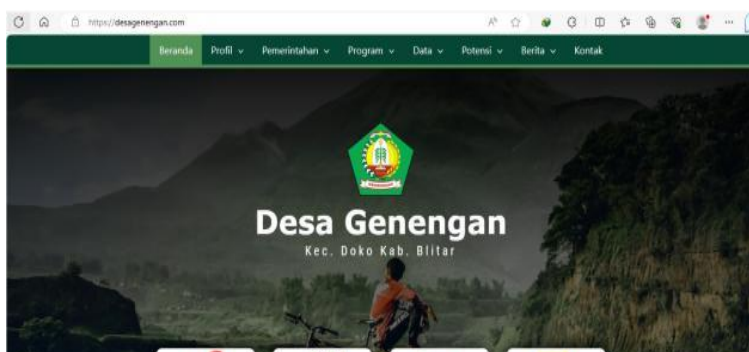 https://desagenengan.com
Beranda Profil Pemerintahan Program Data Potensi Berita Kontak
Desa Genengan
Kec. Doko Kab. Blitar